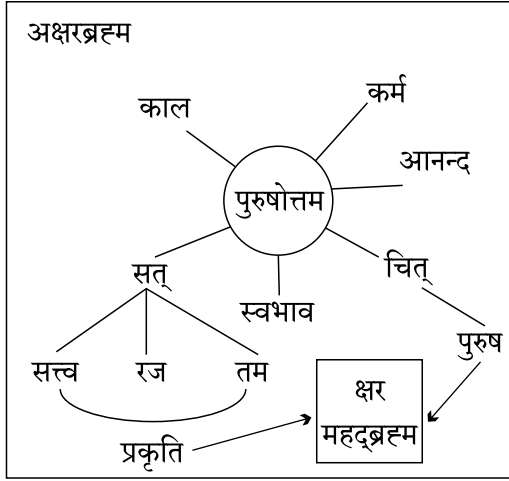 अक्षरब्रह्म
काल
कर्म
आनन्द
पुरुषोत्तम
सत्
चित्
स्वभाव
पुरुष
सत्त्व
रज
तम
क्षर
महद्ब्रह्म
प्रकृति